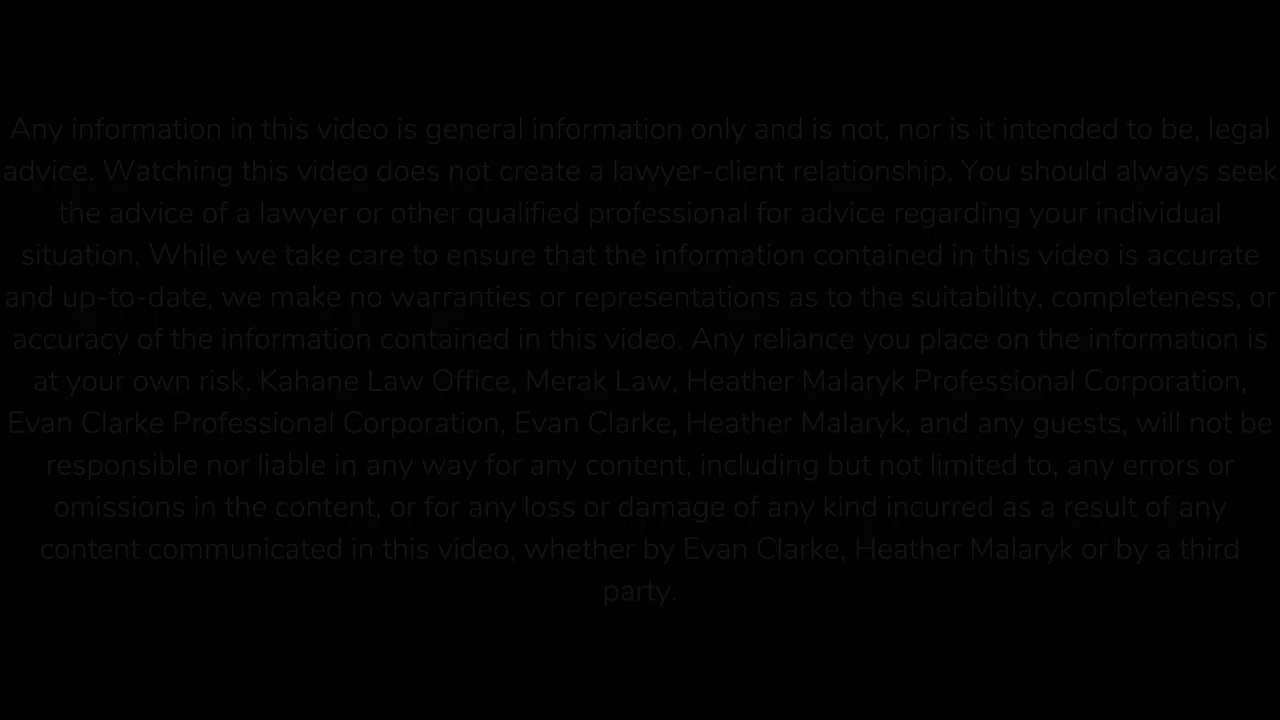 Any information in this video is general information only and is not, nor is it intended to be, legal
advice. Watching this video does not create a lawyer-client relationship. You should always seek
the advice of a lawyer or other qualified professional for advice regarding your individual
situation. While we take care to ensure that the information contained in this video is accurate
and up-to-date, we make no warranties or representations as to the suitability, completeness, or
accuracy of the information contained in this video. Any reliance you place on the information is
at your own risk. Kahane Law Office, Merak Law, Heather Malaryk Professional Corporation,
Evan Clarke Professional Corporation, Evan Clarke, Heather Malaryk, and any guests, will not be
responsible nor liable in any way for any content, including but not limited to, any errors or
omissions in the content, or for any loss or damage of any kind incurred as a result of any
content communicated in this video, whether by Evan Clarke, Heather Malaryk or by a third
party.